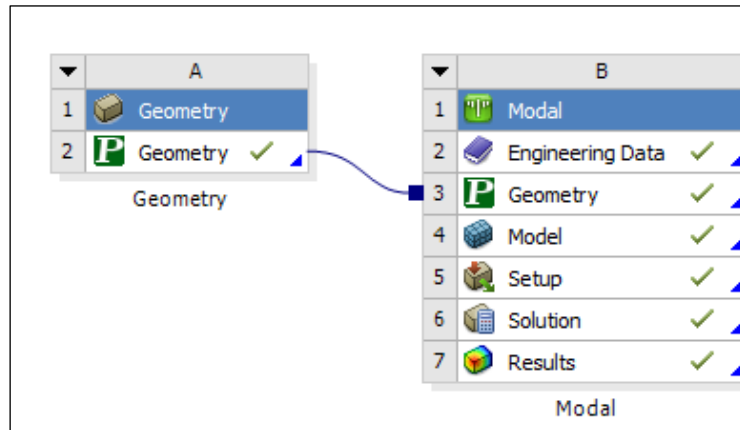 A
1 Geometry
2 P Geometry
Geometry
B
1 Modal
2 Engineering Data
3 P Geometry
4 Model
5 Setup
6 Solution
7 Results
Modal